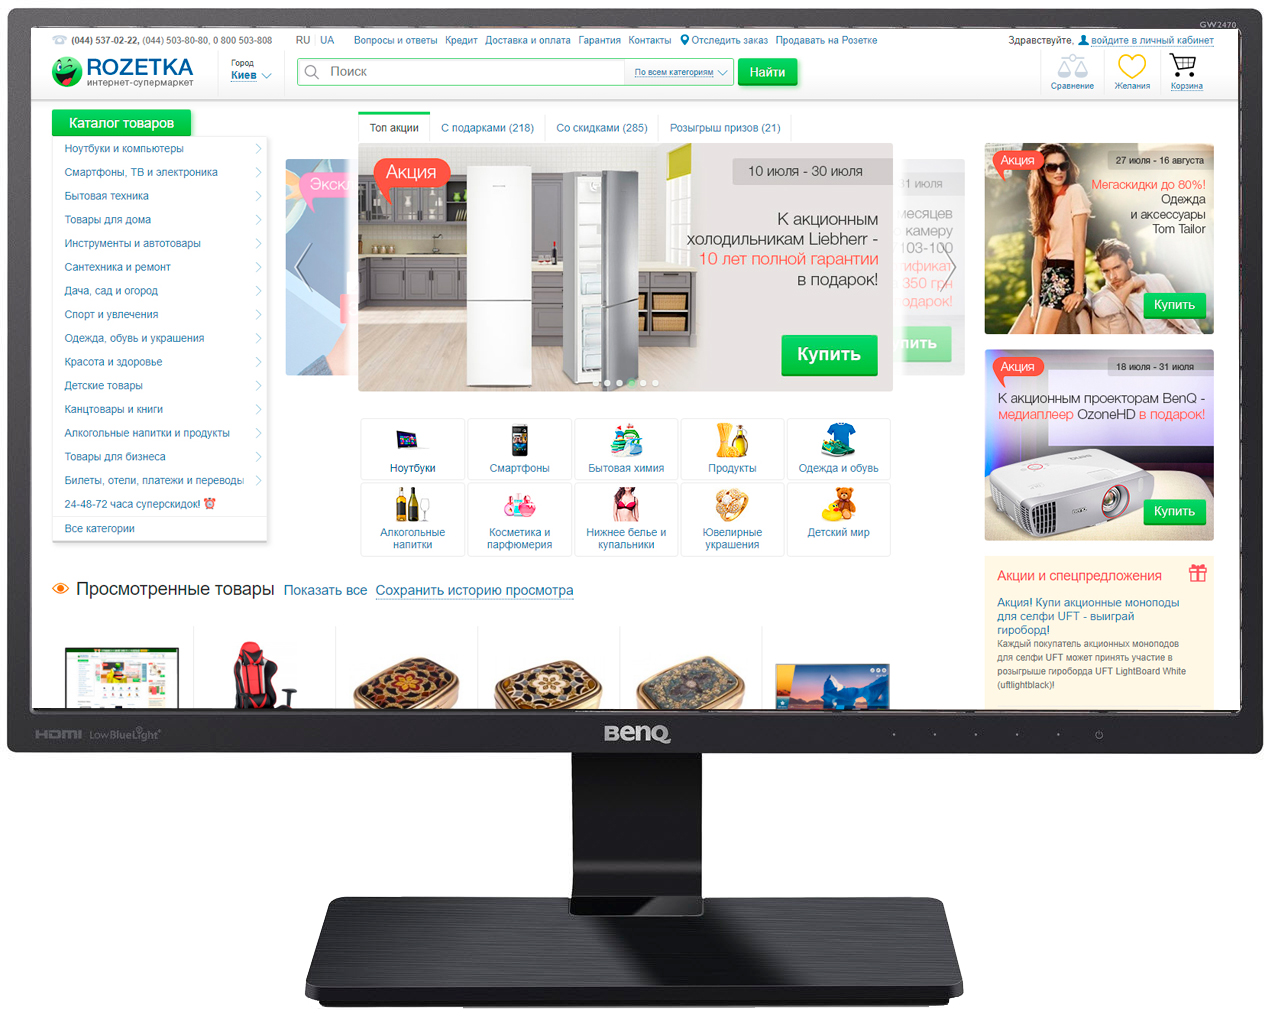 GW2470
(044) 537-02-22, (044) 503-80-80, 0 800 503-808
RU UA
Вопросы и ответы Кредит Доставка и оплата Гарантия Контакты Отследить заказ Продавать на Розетке
Здравствуйте, войдите в личный кабинет
ROZETKA
интернет-супермаркет
Город
Киев
Поиск
По всем категориям
Найти
Сравнение
Желания
Корзина
Каталог товаров
Ноутбуки и компьютеры
Смартфоны, ТВ и электроника
Бытовая техника
Товары для дома
Инструменты и автотовары
Сантехника и ремонт
Дача, сад и огород
Спорт и увлечения
Одежда, обувь и украшения
Красота и здоровье
Детские товары
Канцтовары и книги
Алкогольные напитки и продукты
Товары для бизнеса
Билеты, отели, платежи и переводы
24-48-72 часа суперскидок!
Все категории
Топ акции
С подарками (218)
Со скидками (285)
Розыгрыш призов (21)
Экскл
Акция
10 июля - 30 июля
К акционным
холодильникам Liebherr -
10 лет полной гарантии
в подарок!
Купить
31 июля
месяцев
камеру
103-100
тификат
350 грн
одарок!
пить
Акция
27 июля - 16 августа
Мегаскидки до 80%!
Одежда
и аксессуары
Tom Tailor
Купить
Акция
18 июля - 31 июля
К акционным проекторам BenQ -
медиаплеер OzoneHD в подарок!
BenQ
Купить
Ноутбуки
Смартфоны
Бытовая химия
Продукты
Одежда и обувь
Алкогольные
напитки
Косметика и
парфюмерия
Нижнее белье и
купальники
Ювелирные
украшения
Детский мир
Акции и спецпредложения
Акция! Купи акционные моноподы
для селфи UFT - выиграй
гироборд!
Каждый покупатель акционных моноподов
для селфи UFT может принять участие в
розыгрыше гироборда UFT LightBoard White
(uftlightblack)!
Просмотренные товары Показать все Сохранить историю просмотра
HDMI Low BlueLight
BenQ